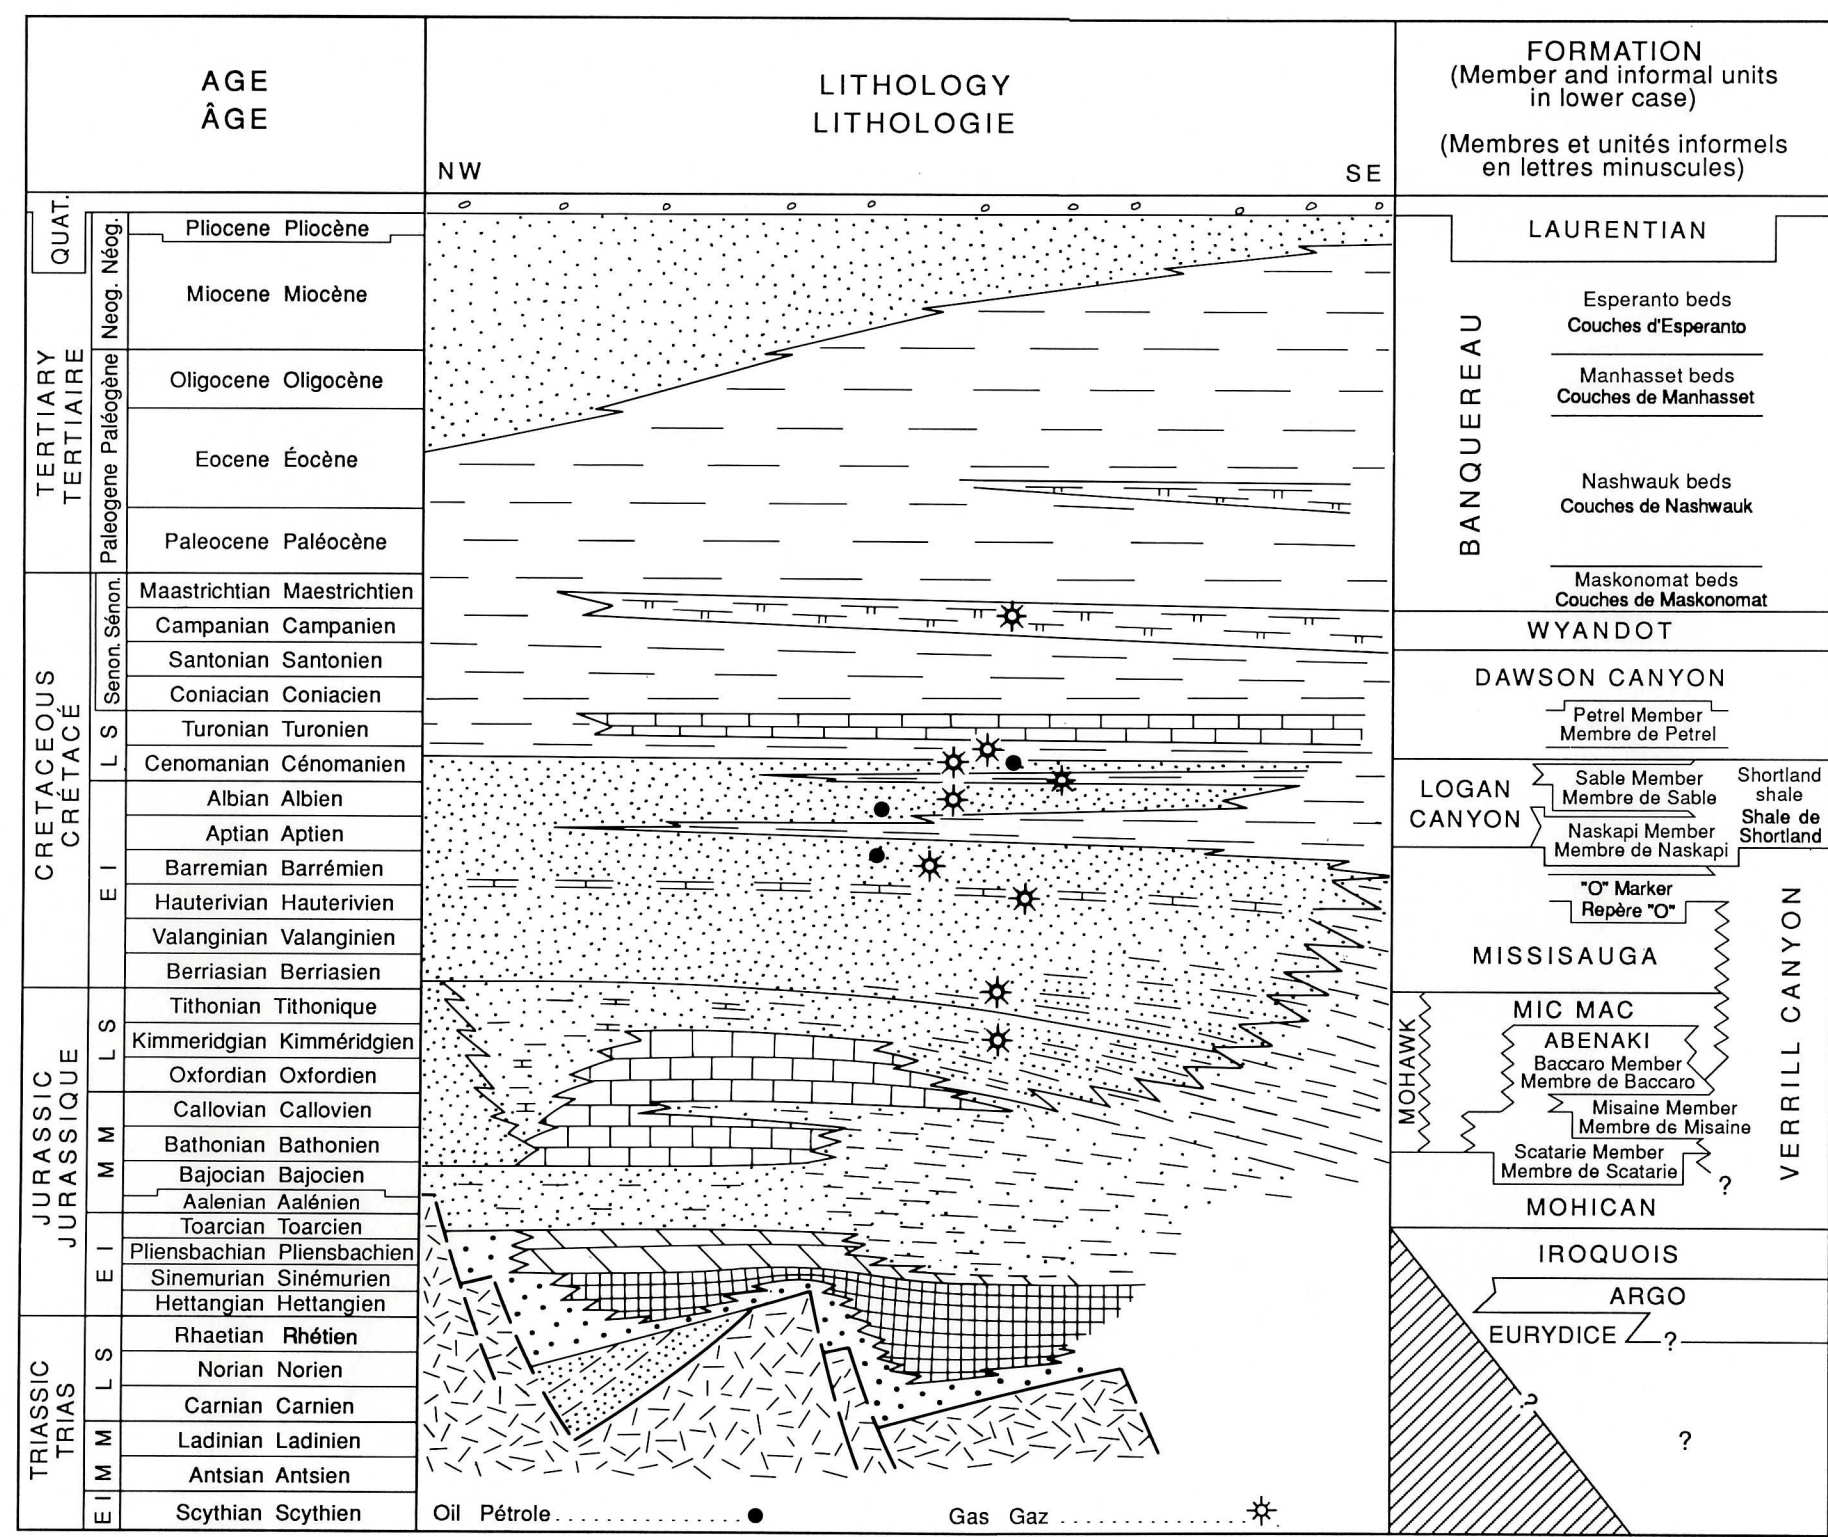 AGE
ÂGE
LITHOLOGY
LITHOLOGIE
NW
SE
FORMATION
(Member and informal units
in lower case)
(Membres et unités informels
en lettres minuscules)
QUAT.
TERTIARY
TERTIAIRE
Neog. Néog.
Paleogene Paléogène
Pliocene Pliocène
Miocene Miocène
Oligocene Oligocène
Eocene Éocène
Paleocene Paléocène
CRETACEOUS
CRÉTACÉ
Senon. Sénon.
L S
E I
Maastrichtian Maestrichtien
Campanian Campanien
Santonian Santonien
Coniacian Coniacien
Turonian Turonien
Cenomanian Cénomanien
Albian Albien
Aptian Aptien
Barremian Barrémien
Hauterivian Hauterivien
Valanginian Valanginien
Berriasian Berriasien
JURASSIC
JURASSIQUE
L S
M M
E I
Tithonian Tithonique
Kimmeridgian Kimméridgien
Oxfordian Oxfordien
Callovian Callovien
Bathonian Bathonien
Bajocian Bajocien
Aalenian Aalénien
Toarcian Toarcien
Pliensbachian Pliensbachien
Sinemurian Sinémurien
Hettangian Hettangien
TRIASSIC
TRIAS
L S
M M
E I
Rhaetian Rhétien
Norian Norien
Carnian Carnien
Ladinian Ladinien
Antsian Antsien
Scythian Scythien
Oil Pétrole
Gas Gaz
LAURENTIAN
BANQUEREAU
Esperanto beds
Couches d'Esperanto
Manhasset beds
Couches de Manhasset
Nashwauk beds
Couches de Nashwauk
Maskonomat beds
Couches de Maskonomat
WYANDOT
DAWSON CANYON
Petrel Member
Membre de Petrel
LOGAN
CANYON
Sable Member
Membre de Sable
Naskapi Member
Membre de Naskapi
Shortland
shale
Shale de
Shortland
"O" Marker
Repère "O"
MISSISAUGA
VERRILL CANYON
MOHAWK
MIC MAC
ABENAKI
Baccaro Member
Membre de Baccaro
Misaine Member
Membre de Misaine
Scatarie Member
Membre de Scatarie
?
MOHICAN
IROQUOIS
ARGO
EURYDICE
?
?
?